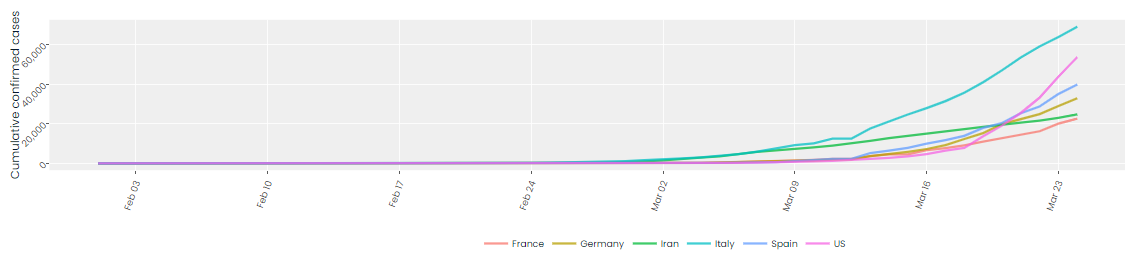 Cumulative confirmed cases
60,000
40,000
20,000
0
Feb 03
Feb 10
Feb 17
Feb 24
Mar 02
Mar 09
Mar 16
Mar 23
France Germany Iran Italy Spain US